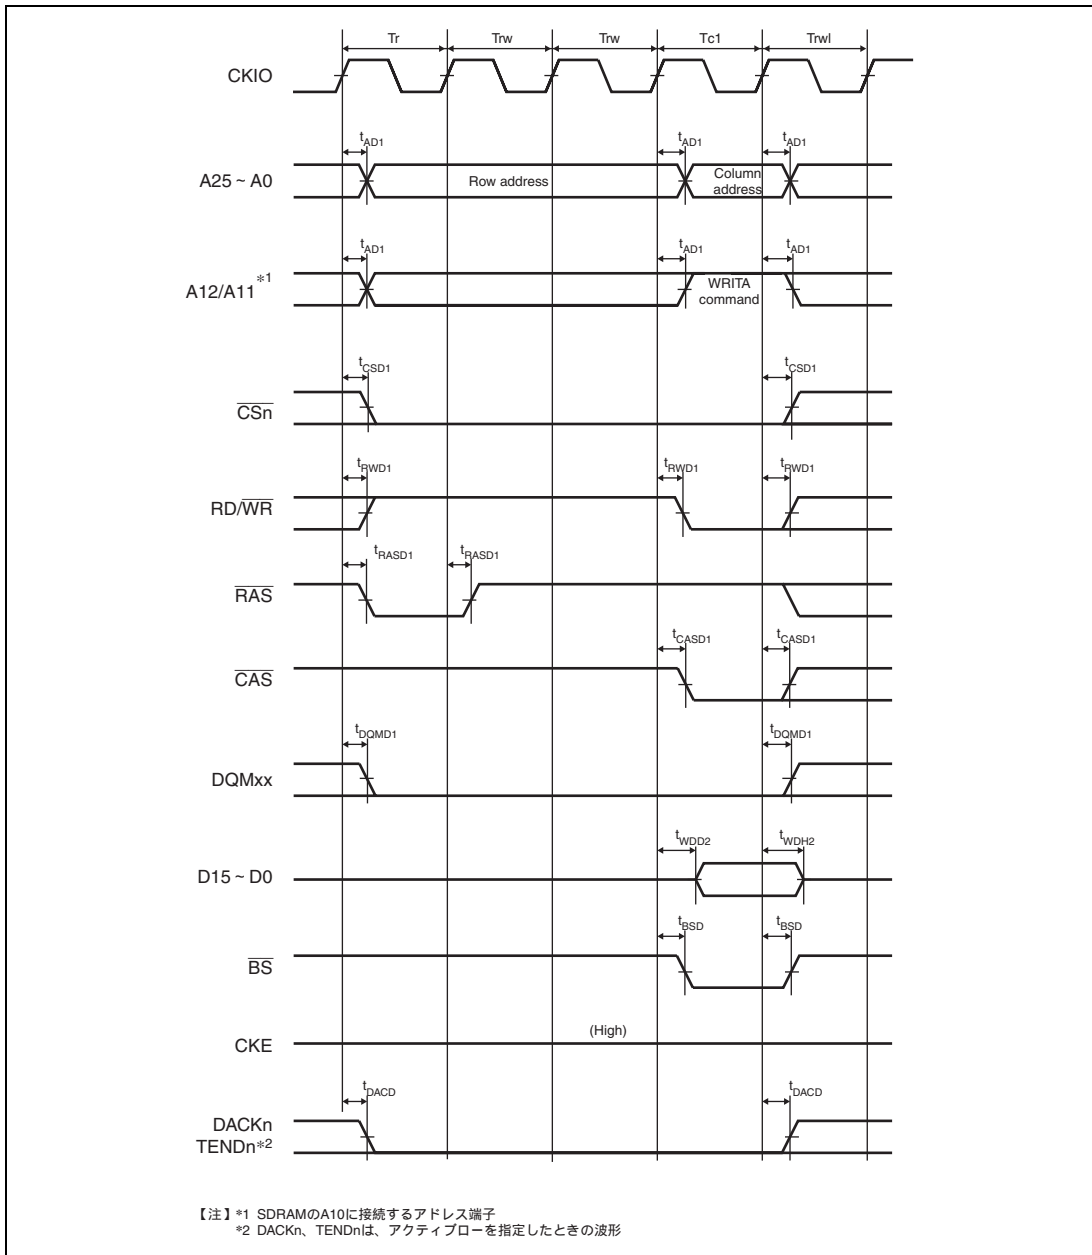 Tr Trw Trw Tc1 Trwl
CKIO
tAD1 tAD1 tAD1
A25 ~ A0 Row address Column address
tAD1 tAD1 tAD1
A12/A11*1 WRITA command
tCSD1 tCSD1
CSn
tRWD1 tRWD1 tRWD1
RD/WR
tRASD1 tRASD1
RAS
tCASD1 tCASD1
CAS
tDQMD1 tDQMD1
DQMxx
tWDD2 tWDH2
D15 ~ D0
tBSD tBSD
BS
(High)
CKE
tDACD tDACD
DACKn
TENDn*2
【注】*1 SDRAMのA10に接続するアドレス端子
*2 DACKn、TENDnは、アクティブローを指定したときの波形